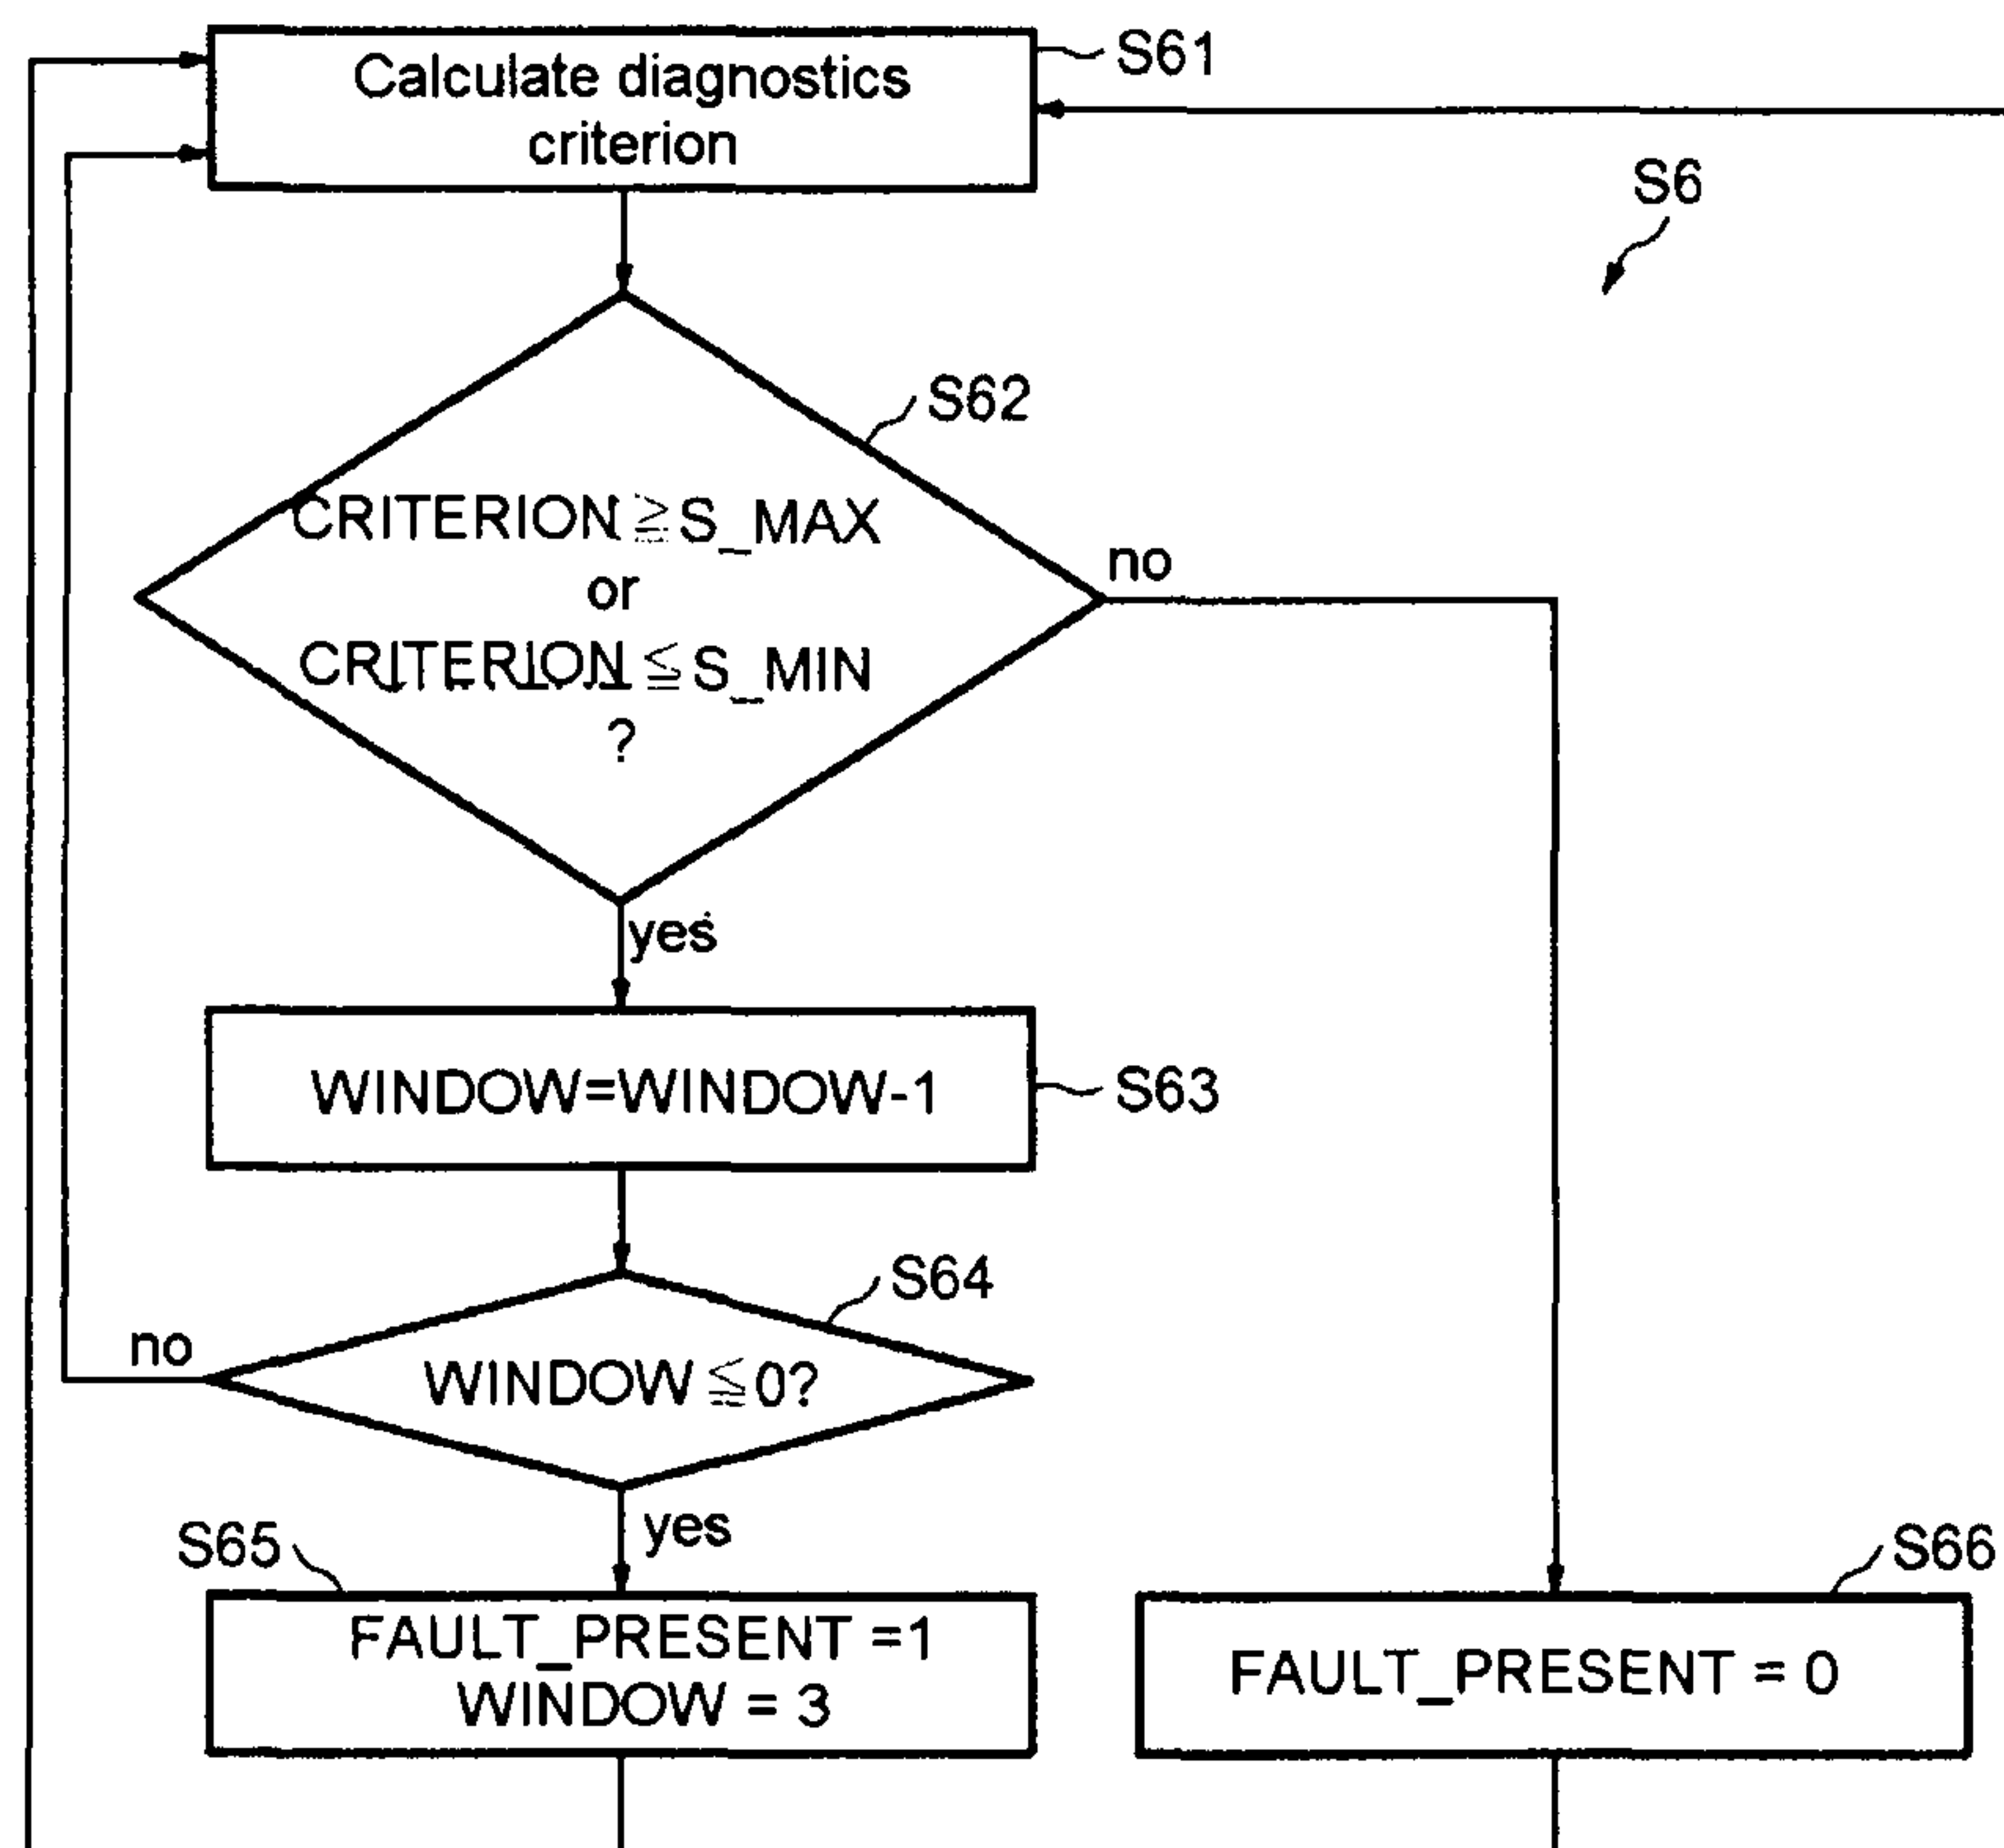 Calculate diagnostics
criterion
S61
S6
S62
CRITERION ≧ S_MAX
or
CRITERION ≦ S_MIN
?
no
yes
WINDOW=WINDOW-1
S63
S64
no
WINDOW ≦ 0?
yes
S65
S66
FAULT_PRESENT =1
WINDOW = 3
FAULT_PRESENT = 0